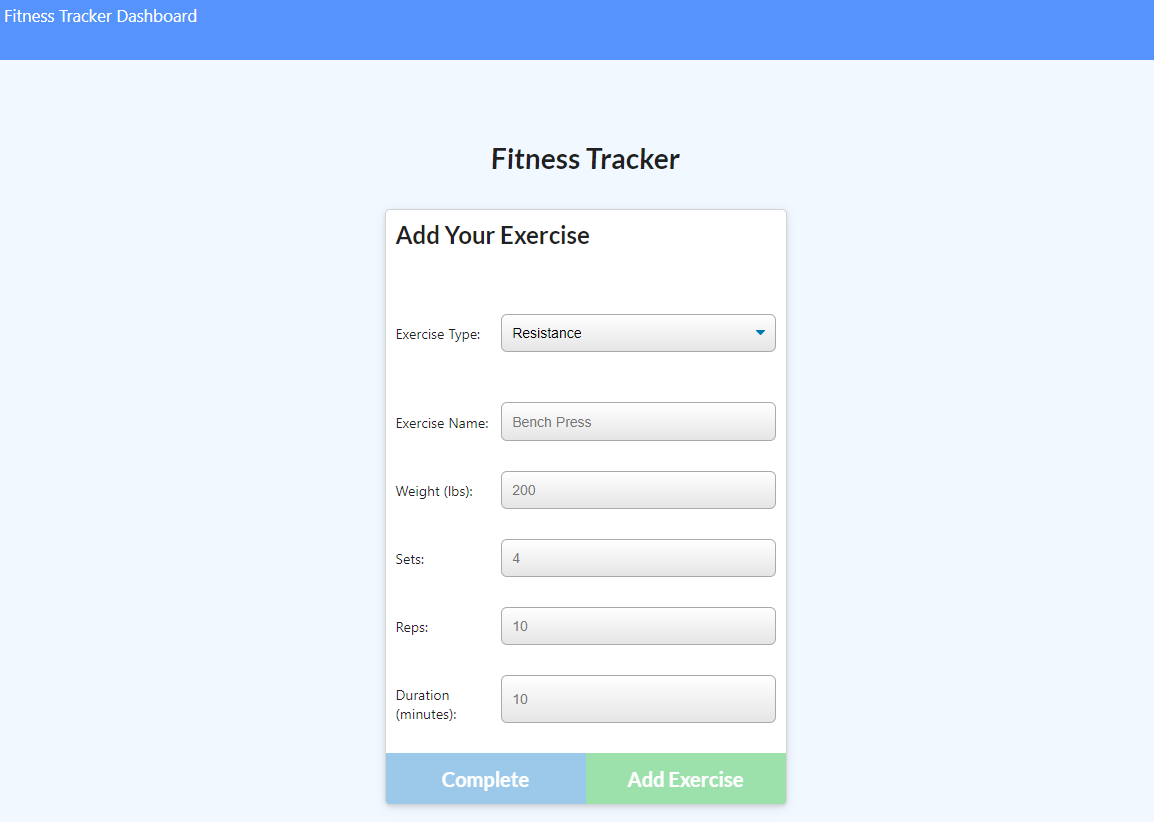 Fitness Tracker Dashboard
Fitness Tracker
Add Your Exercise
Exercise Type: Resistance
Exercise Name: Bench Press
Weight (lbs): 200
Sets: 4
Reps: 10
Duration
(minutes): 10
Complete Add Exercise